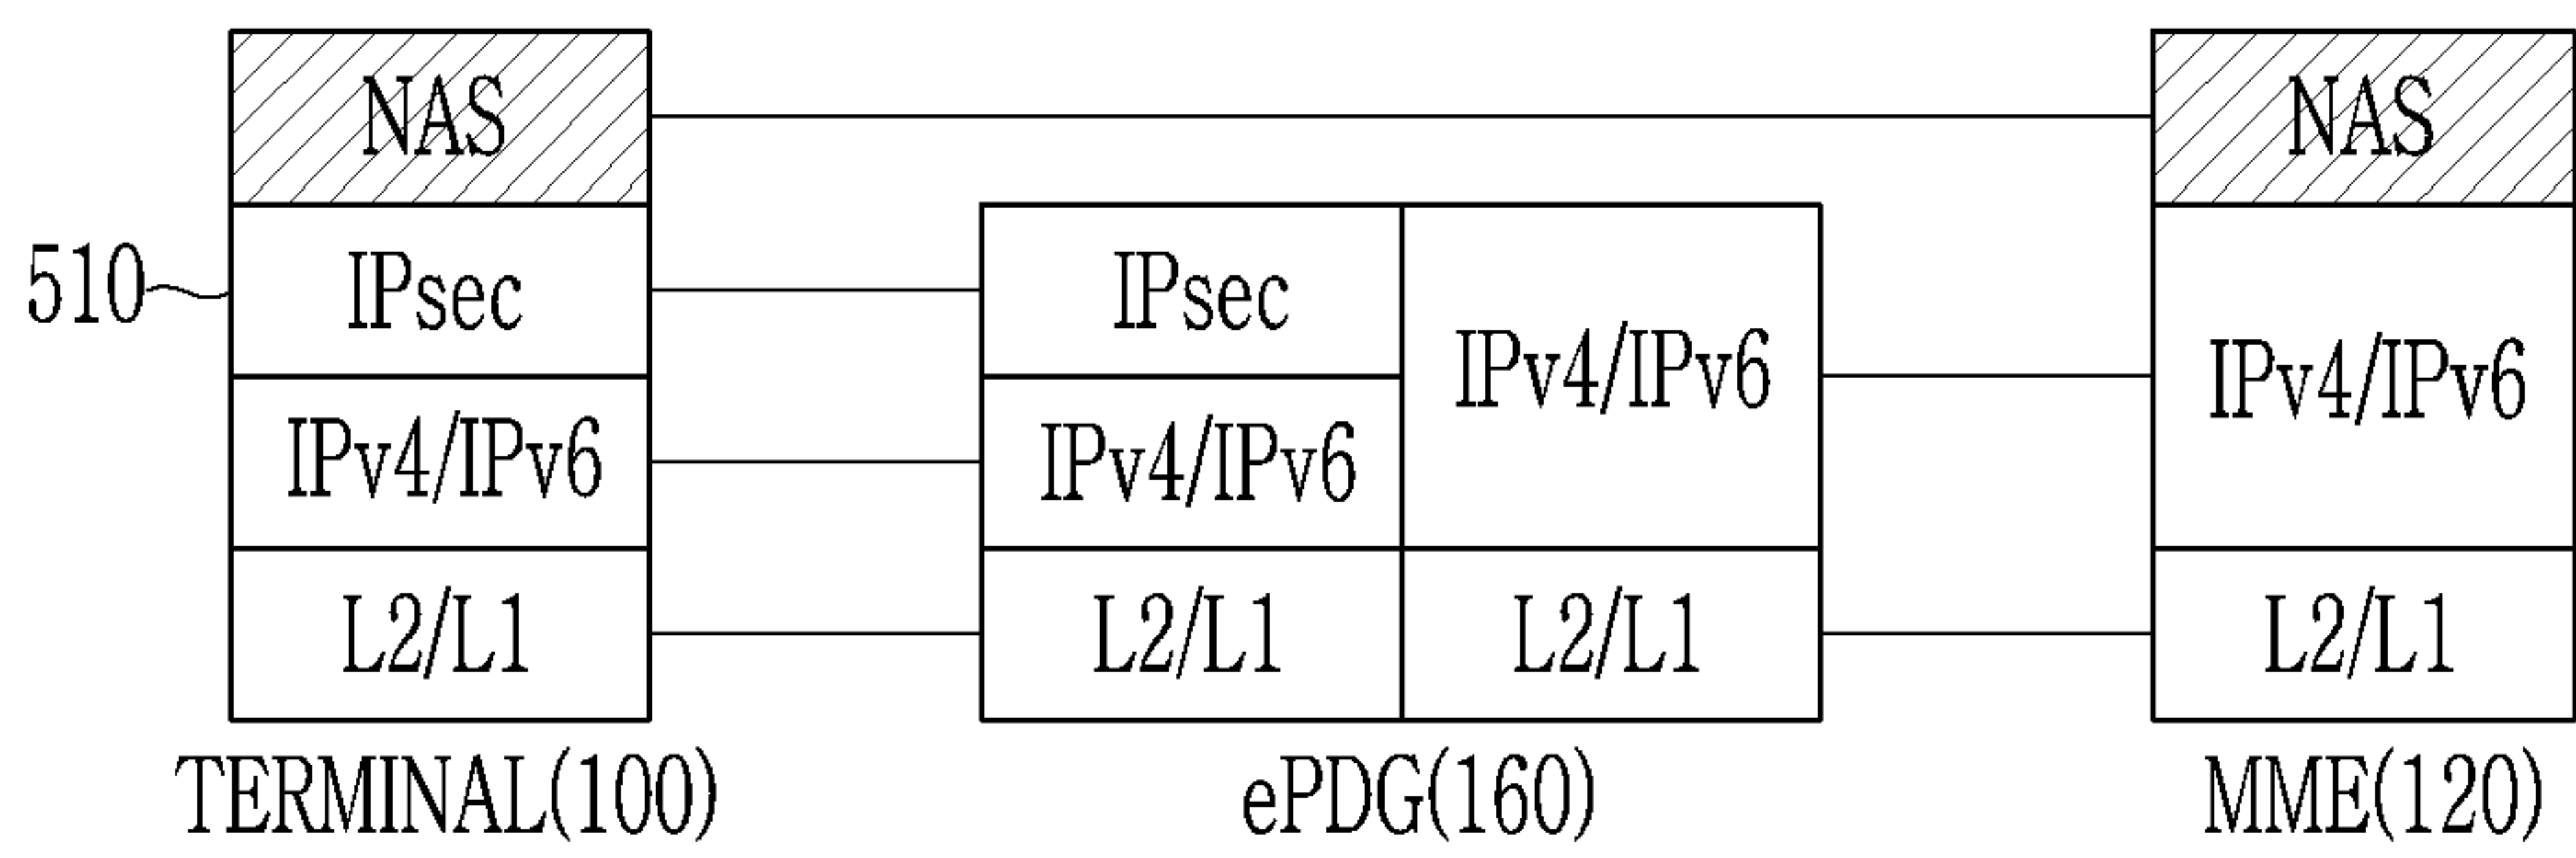 NAS
NAS
510
IPsec
IPsec
IPv4/IPv6
IPv4/IPv6
IPv4/IPv6
IPv4/IPv6
L2/L1
L2/L1
L2/L1
L2/L1
TERMINAL(100)
ePDG(160)
MME(120)